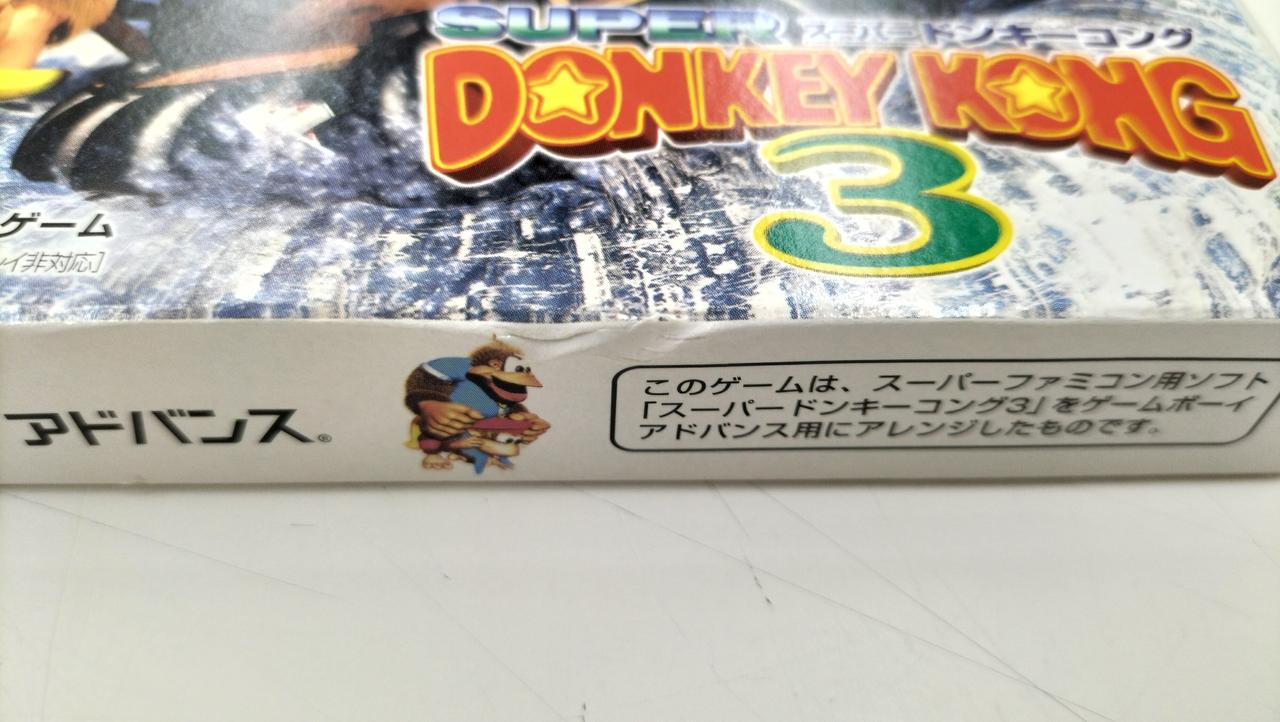 SUPER スーパードンキーコング
DONKEY KONG
3
ゲーム
イ非対応]
アドバンス®
このゲームは、スーパーファミコン用ソフト
「スーパードンキーコング3」をゲームボーイ
アドバンス用にアレンジしたものです。